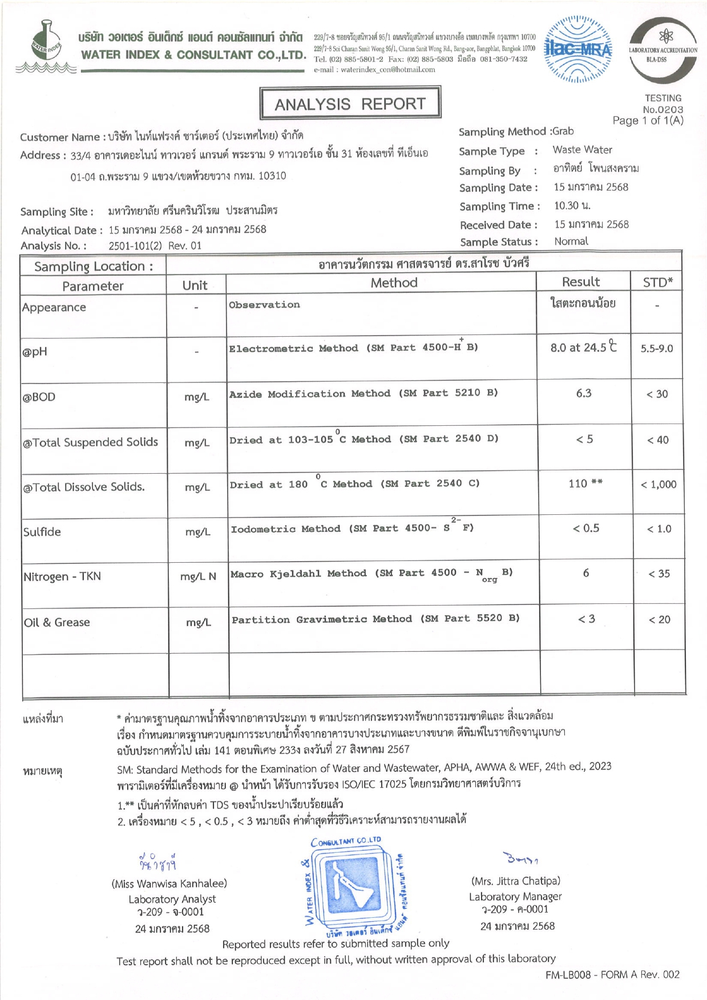 บริษัท วอเตอร์ อินเด็กซ์ แอนด์ คอนซัลแทนท์ จำกัด
WATER INDEX & CONSULTANT CO.,LTD.
WATER INDEX
229/7-8 ซอยจรัญสนิทวงศ์ 95/1 ถนนจรัญสนิทวงศ์ แขวงบางอ้อ เขตบางพลัด กรุงเทพฯ 10700
229/7-8 Soi Charan Sanit Wong 95/1, Charan Sanit Wong Rd., Bang-aor, Bangphlat, Bangkok 10700
Tel. (02) 885-5801-2 Fax: (02) 885-5803 มือถือ 081-350-7432
e-mail : waterindex_con@hotmail.com
ilac-MRA
LABORATORY ACCREDITATION
BLA-DSS
TESTING
No.0203
Page 1 of 1(A)
ANALYSIS REPORT
Customer Name : บริษัท ไนท์แฟรงค์ ชาร์เตอร์ (ประเทศไทย) จำกัด
Address : 33/4 อาคารเดอะไนน์ ทาวเวอร์ แกรนด์ พระราม 9 ทาวเวอร์เอ ชั้น 31 ห้องเลขที่ ทีเอ็นเอ
01-04 ถ.พระราม 9 แขวง/เขตห้วยขวาง กทม. 10310
Sampling Site : มหาวิทยาลัย ศรีนครินวิโรฒ ประสานมิตร
Analytical Date : 15 มกราคม 2568 - 24 มกราคม 2568
Analysis No. : 2501-101(2) Rev. 01
Sampling Method :Grab
Sample Type : Waste Water
Sampling By : อาทิตย์ โพนสงคราม
Sampling Date : 15 มกราคม 2568
Sampling Time : 10.30 น.
Received Date : 15 มกราคม 2568
Sample Status : Normal
Sampling Location : อาคารนวัตกรรม ศาสตรจารย์ ดร.สาโรช บัวศรี
Parameter Unit Method Result STD*
Appearance - Observation ใสตะกอนน้อย -
@pH - Electrometric Method (SM Part 4500-H+ B) 8.0 at 24.5 °C 5.5-9.0
@BOD mg/L Azide Modification Method (SM Part 5210 B) 6.3 < 30
@Total Suspended Solids mg/L Dried at 103-105 °C Method (SM Part 2540 D) < 5 < 40
@Total Dissolve Solids. mg/L Dried at 180 °C Method (SM Part 2540 C) 110 ** < 1,000
Sulfide mg/L Iodometric Method (SM Part 4500- S2- F) < 0.5 < 1.0
Nitrogen - TKN mg/L N Macro Kjeldahl Method (SM Part 4500 - Norg B) 6 < 35
Oil & Grease mg/L Partition Gravimetric Method (SM Part 5520 B) < 3 < 20
แหล่งที่มา * ค่ามาตรฐานคุณภาพน้ำทิ้งจากอาคารประเภท ข ตามประกาศกระทรวงทรัพยากรธรรมชาติและ สิ่งแวดล้อม
เรื่อง กำหนดมาตรฐานควบคุมการระบายน้ำทิ้งจากอาคารบางประเภทและบางขนาด ตีพิมพ์ในราชกิจจานุเบกษา
ฉบับประกาศทั่วไป เล่ม 141 ตอนพิเศษ 233ง ลงวันที่ 27 สิงหาคม 2567
หมายเหตุ SM: Standard Methods for the Examination of Water and Wastewater, APHA, AWWA & WEF, 24th ed., 2023
พารามิเตอร์ที่มีเครื่องหมาย @ นำหน้า ได้รับการรับรอง ISO/IEC 17025 โดยกรมวิทยาศาสตร์บริการ
1.** เป็นค่าที่หักลบค่า TDS ของน้ำประปาเรียบร้อยแล้ว
2. เครื่องหมาย < 5 , < 0.5 , < 3 หมายถึง ค่าต่ำสุดที่วิธีวิเคราะห์สามารถรายงานผลได้
(Miss Wanwisa Kanhalee)
Laboratory Analyst
ว-209 - จ-0001
24 มกราคม 2568
WATER INDEX & CONSULTANT CO.,LTD
บริษัท วอเตอร์ อินเด็กซ์ แอนด์ คอนซัลแทนท์ จำกัด
(Mrs. Jittra Chatipa)
Laboratory Manager
ว-209 - ค-0001
24 มกราคม 2568
Reported results refer to submitted sample only
Test report shall not be reproduced except in full, without written approval of this laboratory
FM-LB008 - FORM A Rev. 002